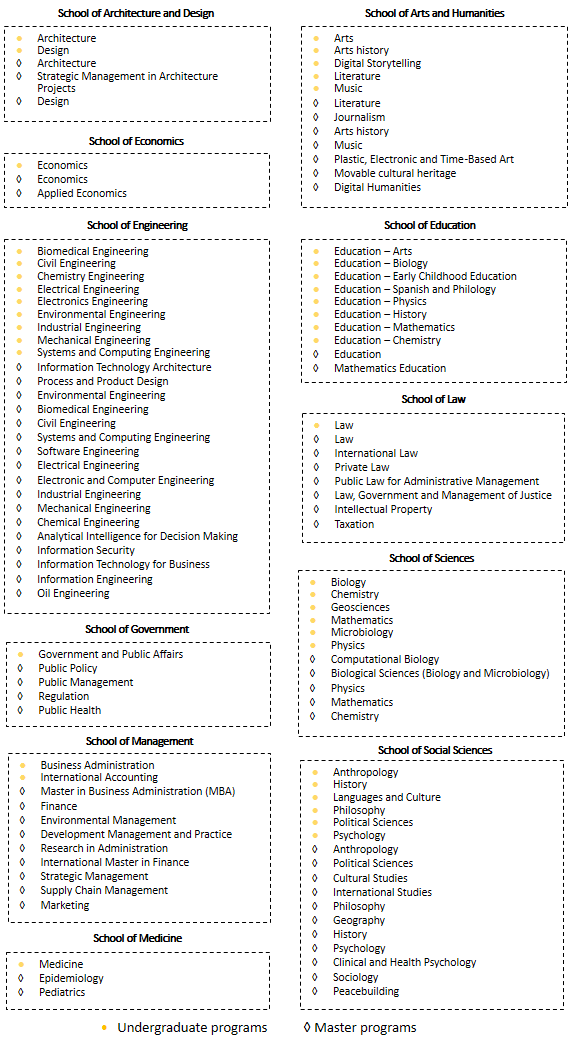 School of Architecture and Design
Architecture
Design
Architecture
Strategic Management in Architecture
Projects
Design
School of Economics
Economics
Economics
Applied Economics
School of Engineering
Biomedical Engineering
Civil Engineering
Chemistry Engineering
Electrical Engineering
Electronics Engineering
Environmental Engineering
Industrial Engineering
Mechanical Engineering
Systems and Computing Engineering
Information Technology Architecture
Process and Product Design
Environmental Engineering
Biomedical Engineering
Civil Engineering
Systems and Computing Engineering
Software Engineering
Electrical Engineering
Electronic and Computer Engineering
Industrial Engineering
Mechanical Engineering
Chemical Engineering
Analytical Intelligence for Decision Making
Information Security
Information Technology for Business
Information Engineering
Oil Engineering
School of Government
Government and Public Affairs
Public Policy
Public Management
Regulation
Public Health
School of Management
Business Administration
International Accounting
Master in Business Administration (MBA)
Finance
Environmental Management
Development Management and Practice
Research in Administration
International Master in Finance
Strategic Management
Supply Chain Management
Marketing
School of Medicine
Medicine
Epidemiology
Pediatrics
School of Arts and Humanities
Arts
Arts history
Digital Storytelling
Literature
Music
Literature
Journalism
Arts history
Music
Plastic, Electronic and Time-Based Art
Movable cultural heritage
Digital Humanities
School of Education
Education – Arts
Education – Biology
Education – Early Childhood Education
Education – Spanish and Philology
Education – Physics
Education – History
Education – Mathematics
Education – Chemistry
Education
Mathematics Education
School of Law
Law
Law
International Law
Private Law
Public Law for Administrative Management
Law, Government and Management of Justice
Intellectual Property
Taxation
School of Sciences
Biology
Chemistry
Geosciences
Mathematics
Microbiology
Physics
Computational Biology
Biological Sciences (Biology and Microbiology)
Physics
Mathematics
Chemistry
School of Social Sciences
Anthropology
History
Languages and Culture
Philosophy
Political Sciences
Psychology
Anthropology
Political Sciences
Cultural Studies
International Studies
Philosophy
Geography
History
Psychology
Clinical and Health Psychology
Sociology
Peacebuilding
Undergraduate programs
Master programs